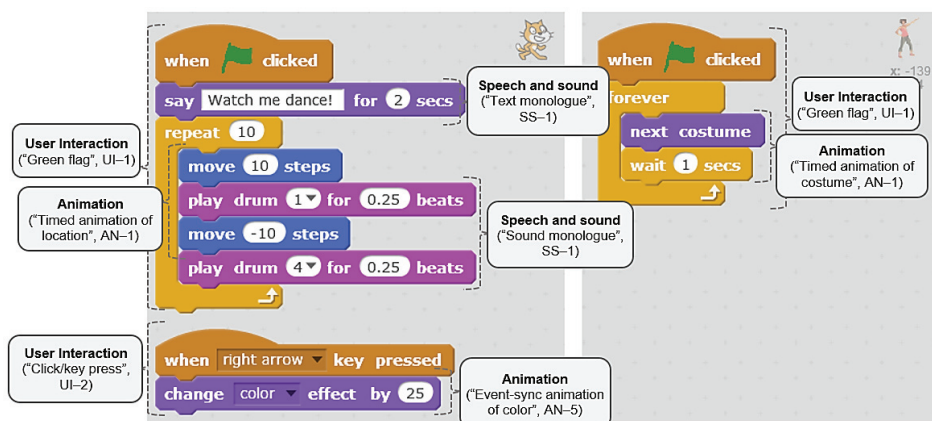 when clicked
say Watch me dance! for 2 secs
repeat 10
move 10 steps
play drum 1 for 0.25 beats
move -10 steps
play drum 4 for 0.25 beats
when right arrow key pressed
change color effect by 25
User Interaction
("Green flag", UI–1)
Animation
("Timed animation of
location", AN–1)
User Interaction
("Click/key press",
UI–2)
Speech and sound
("Text monologue",
SS–1)
Speech and sound
("Sound monologue",
SS–1)
Animation
("Event-sync animation
of color", AN–5)
x: -139
when clicked
forever
next costume
wait 1 secs
User Interaction
("Green flag", UI–1)
Animation
("Timed animation of
costume", AN–1)